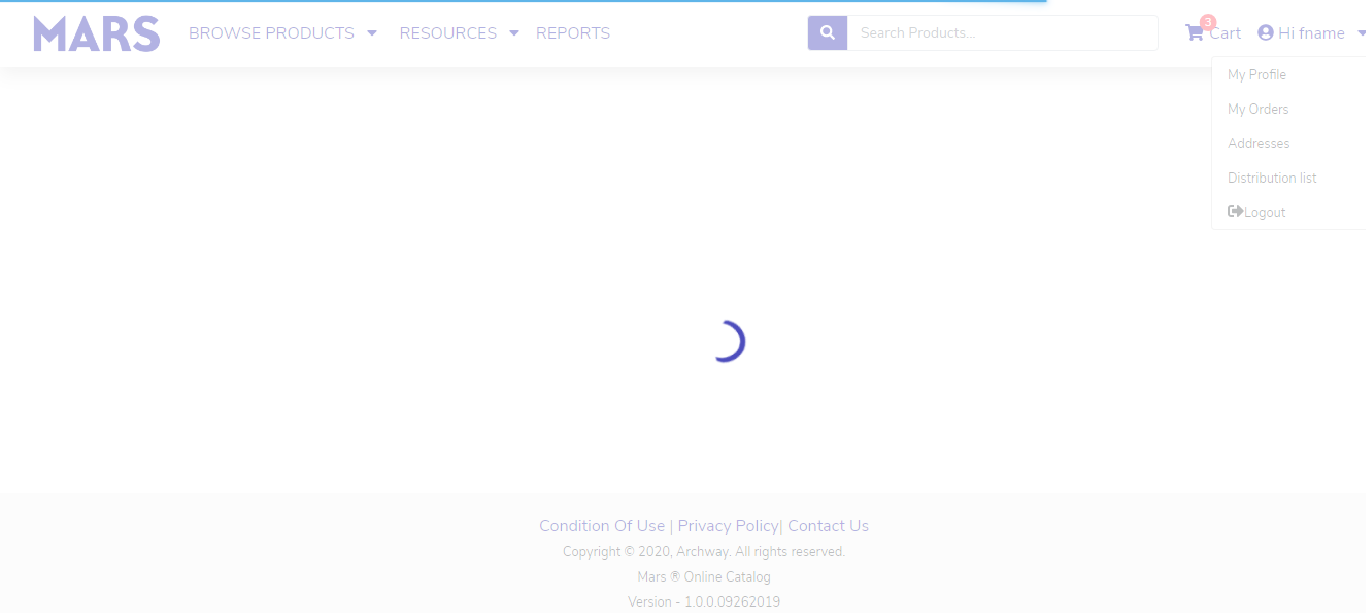 MARS BROWSE PRODUCTS RESOURCES REPORTS Search Products... 3 Cart Hi fname
My Profile
My Orders
Addresses
Distribution list
Logout
Condition Of Use | Privacy Policy| Contact Us
Copyright © 2020, Archway. All rights reserved.
Mars ® Online Catalog
Version - 1.0.0.09262019